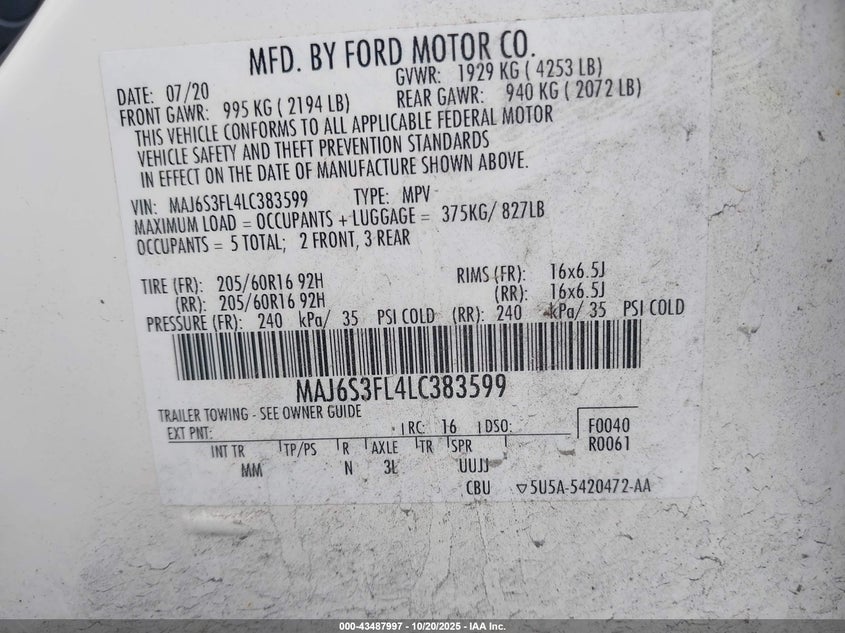 MFD. BY FORD MOTOR CO.
DATE: 07/20 GVWR: 1929 KG ( 4253 LB)
FRONT GAWR: 995 KG ( 2194 LB) REAR GAWR: 940 KG ( 2072 LB)
THIS VEHICLE CONFORMS TO ALL APPLICABLE FEDERAL MOTOR
VEHICLE SAFETY AND THEFT PREVENTION STANDARDS
IN EFFECT ON THE DATE OF MANUFACTURE SHOWN ABOVE.
VIN: MAJ6S3FL4LC383599 TYPE: MPV
MAXIMUM LOAD = OCCUPANTS + LUGGAGE = 375KG/ 827LB
OCCUPANTS = 5 TOTAL; 2 FRONT, 3 REAR
TIRE (FR): 205/60R16 92H RIMS (FR): 16x6.5J
(RR): 205/60R16 92H (RR): 16x6.5J
PRESSURE (FR): 240 kPa/ 35 PSI COLD (RR): 240 kPa/ 35 PSI COLD
MAJ6S3FL4LC383599
TRAILER TOWING - SEE OWNER GUIDE
EXT PNT: RC: 16 DSO: F0040
INT TR TP/PS R AXLE TR SPR R0061
MM N 3L UUJJ
CBU 5U5A-5420472-AA
000-43487997 - 10/20/2025 - IAA Inc.